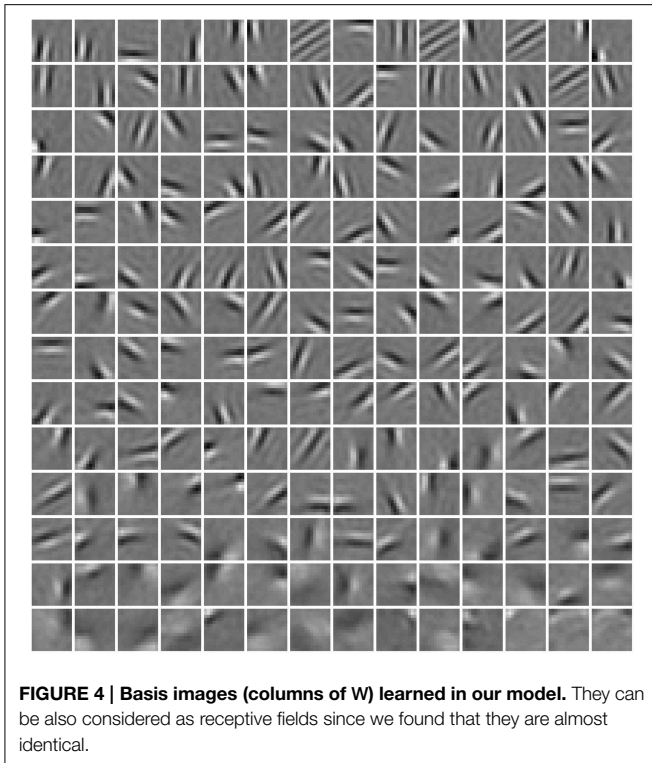 FIGURE 4 | Basis images (columns of W) learned in our model. They can
be also considered as receptive fields since we found that they are almost
identical.